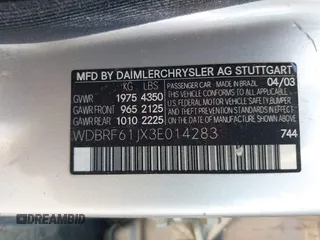 MFD BY DAIMLERCHRYSLER AG STUTTGART
PASSENGER CAR MADE IN BRAZIL 04/03
GVWR 1975 4350
GAWR FRONT 965 2125
GAWR REAR 1010 2225
THIS VEHICLE CONFORMS TO ALL APPLICABLE U.S. FEDERAL MOTOR VEHICLE SAFETY BUMPER AND THEFT PREVENTION STANDARDS IN EFFECT ON THE DATE OF MANUFACTURE SHOWN ABOVE
WDBRF61JX3E014283
744
DREAMBID